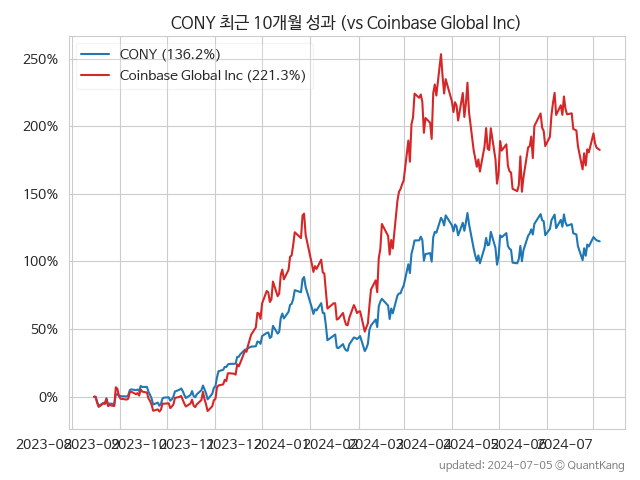 CONY 최근 10개월 성과 (vs Coinbase Global Inc)
CONY (136.2%)
Coinbase Global Inc (221.3%)
250%
200%
150%
100%
50%
0%
2023-08 2023-09 2023-10 2023-11 2023-12 2024-01 2024-02 2024-03 2024-04 2024-05 2024-06 2024-07
updated: 2024-07-05 © QuantKang